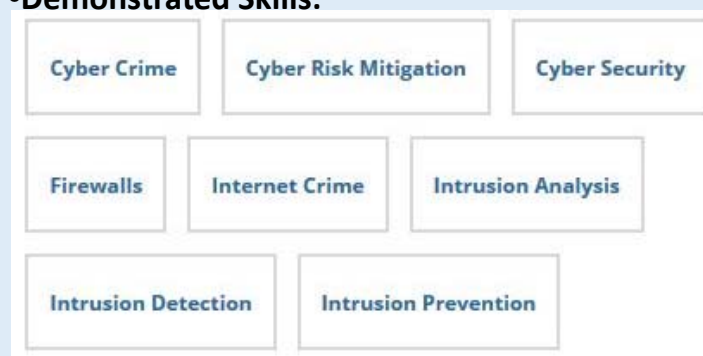 •Demonstrated Skills:
Cyber Crime Cyber Risk Mitigation Cyber Security
Firewalls Internet Crime Intrusion Analysis
Intrusion Detection Intrusion Prevention